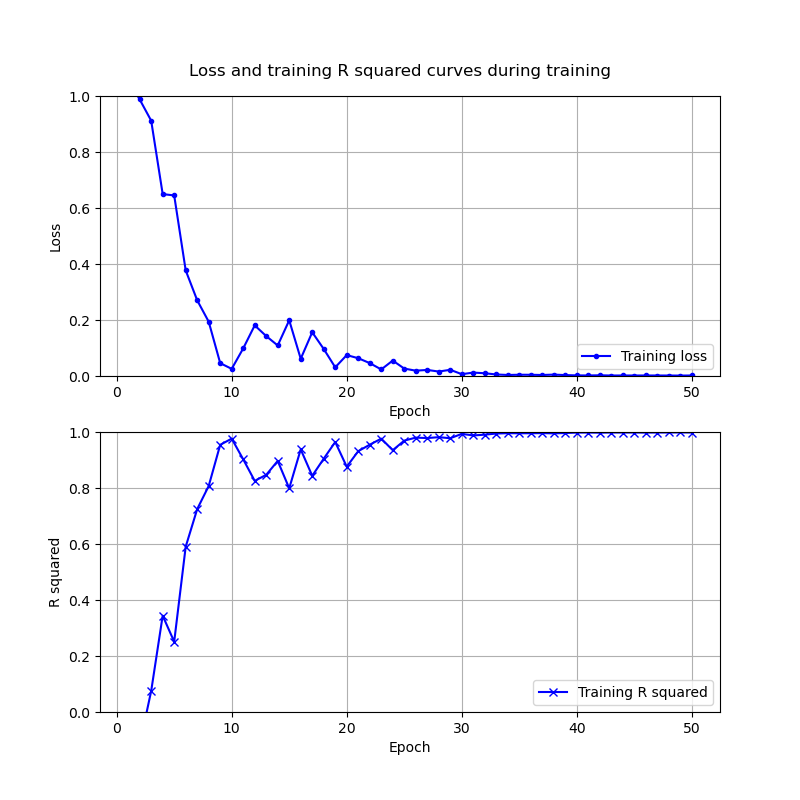 Loss and training R squared curves during training
1.0
0.8
0.6
0.4
0.2
0.0
Loss
Training loss
0 10 20 30 40 50
Epoch
1.0
0.8
0.6
0.4
0.2
0.0
R squared
Training R squared
0 10 20 30 40 50
Epoch